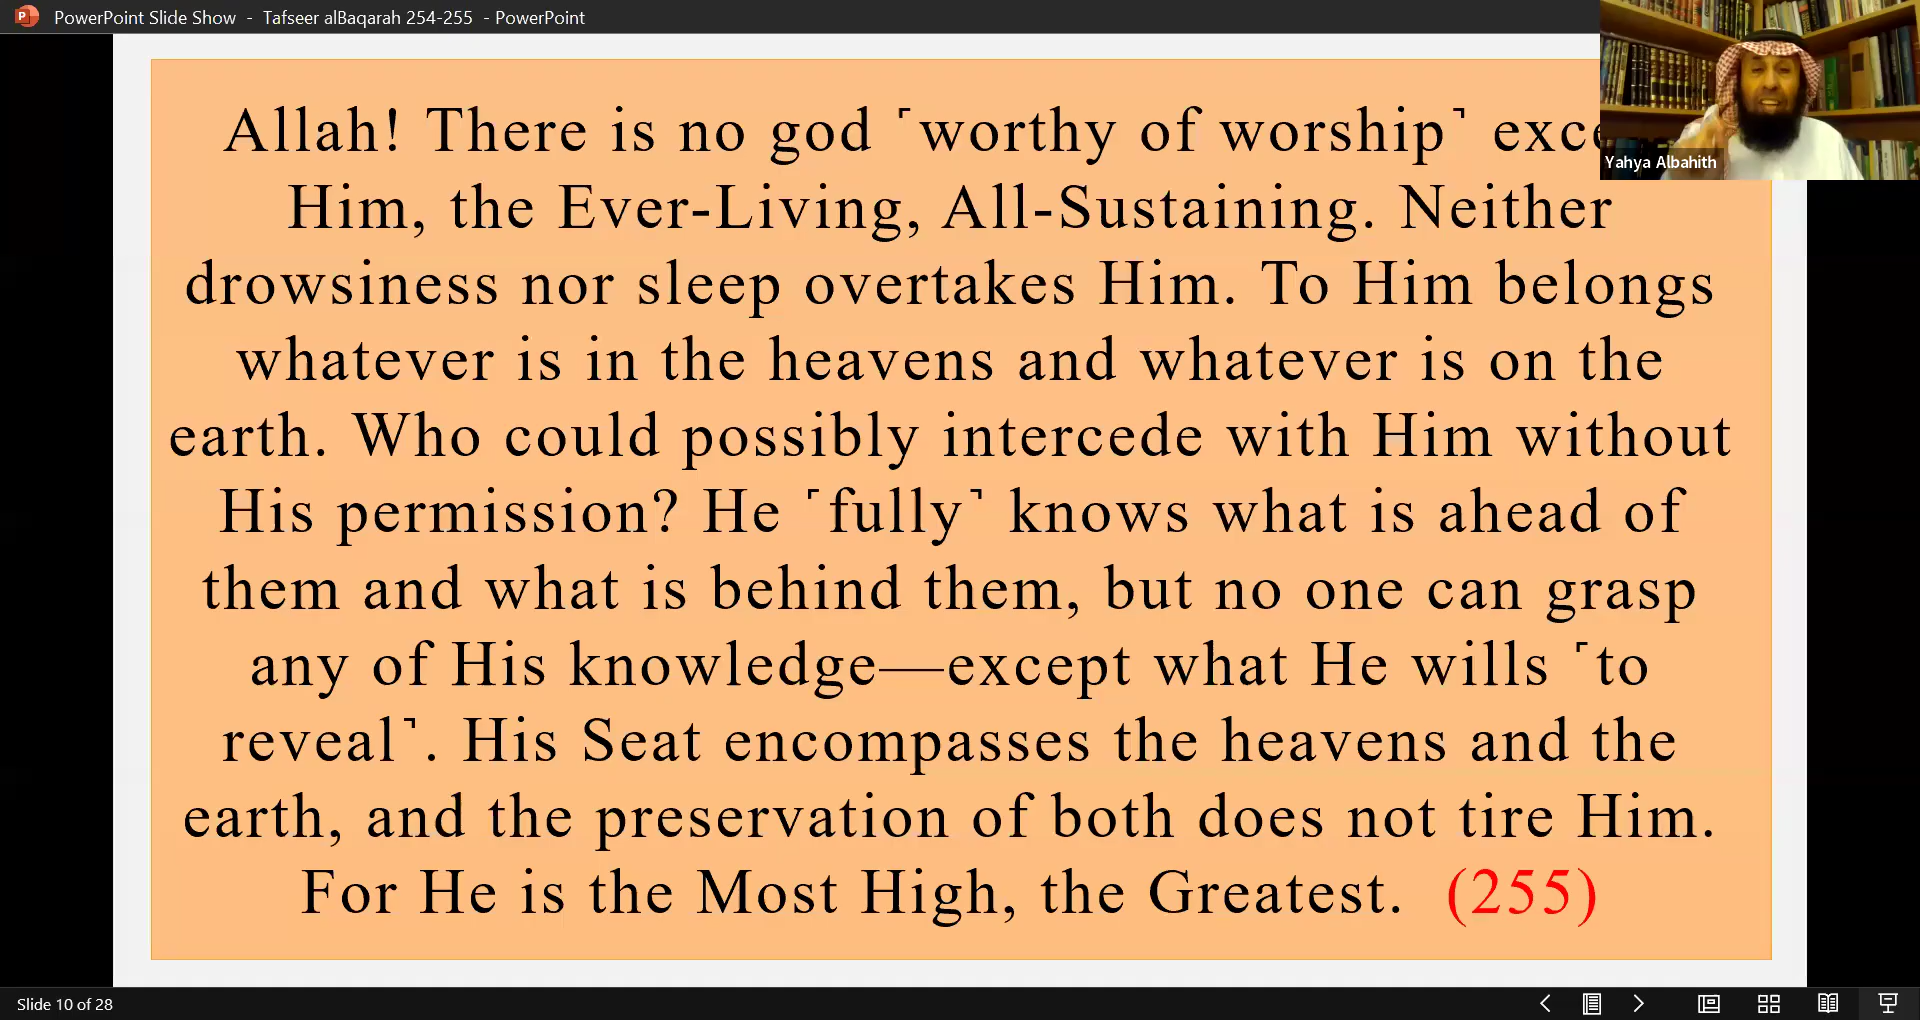 PowerPoint Slide Show - Tafseer alBaqarah 254-255 - PowerPoint
Allah! There is no god ˹worthy of worship˺
Him, the Ever-Living, All-Sustaining. Neither
drowsiness nor sleep overtakes Him. To Him belongs
whatever is in the heavens and whatever is on the
earth. Who could possibly intercede with Him without
His permission? He ˹fully˺ knows what is ahead of
them and what is behind them, but no one can grasp
any of His knowledge—except what He wills ˹to
reveal˺. His Seat encompasses the heavens and the
earth, and the preservation of both does not tire Him.
For He is the Most High, the Greatest. (255)
Yahya Albahith
Slide 10 of 28